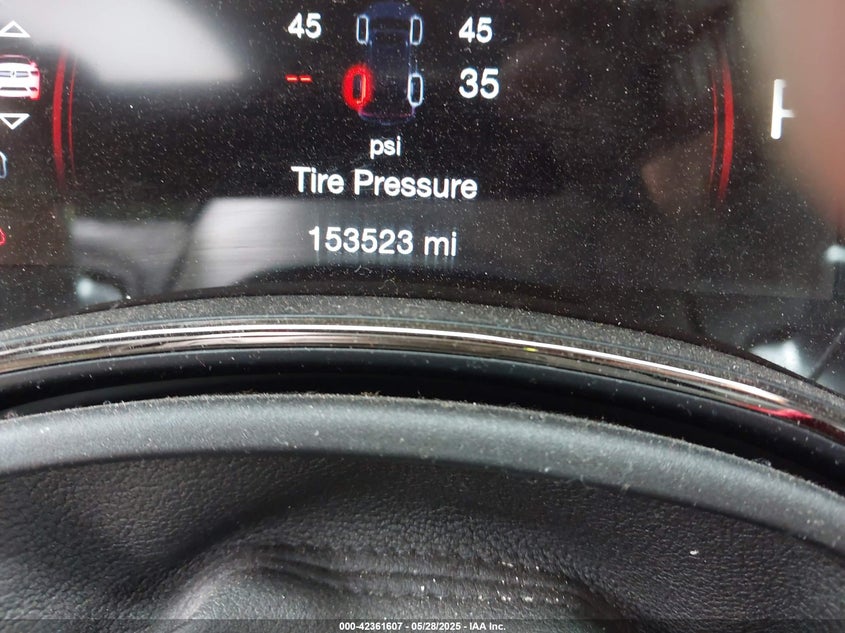 45 45
-- 35
psi
Tire Pressure
153523 mi
000-42361607 - 05/28/2025 - IAA Inc.